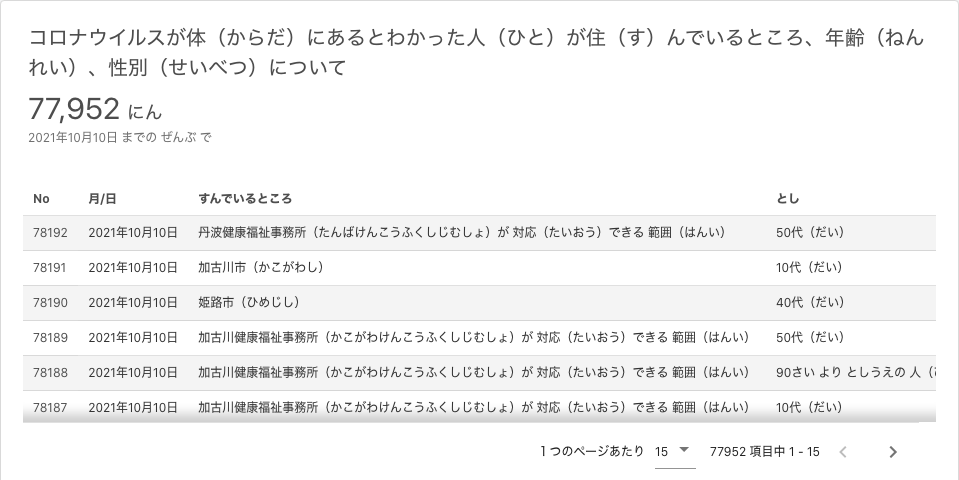 コロナウイルスが体（からだ）にあるとわかった人（ひと）が住（す）んでいるところ、年齢（ねん
れい）、性別（せいべつ）について
77,952 にん
2021年10月10日 までの ぜんぶ で
No 月/日 すんでいるところ とし
78192 2021年10月10日 丹波健康福祉事務所（たんばけんこうふくしじむしょ）が 対応（たいおう）できる 範囲（はんい） 50代（だい）
78191 2021年10月10日 加古川市（かこがわし） 10代（だい）
78190 2021年10月10日 姫路市（ひめじし） 40代（だい）
78189 2021年10月10日 加古川健康福祉事務所（かこがわけんこうふくしじむしょ）が 対応（たいおう）できる 範囲（はんい） 50代（だい）
78188 2021年10月10日 加古川健康福祉事務所（かこがわけんこうふくしじむしょ）が 対応（たいおう）できる 範囲（はんい） 90さい より としうえの 人（
78187 2021年10月10日 加古川健康福祉事務所（かこがわけんこうふくしじむしょ）が 対応（たいおう）できる 範囲（はんい） 10代（だい）
1 つのページあたり 15 77952 項目中 1 - 15